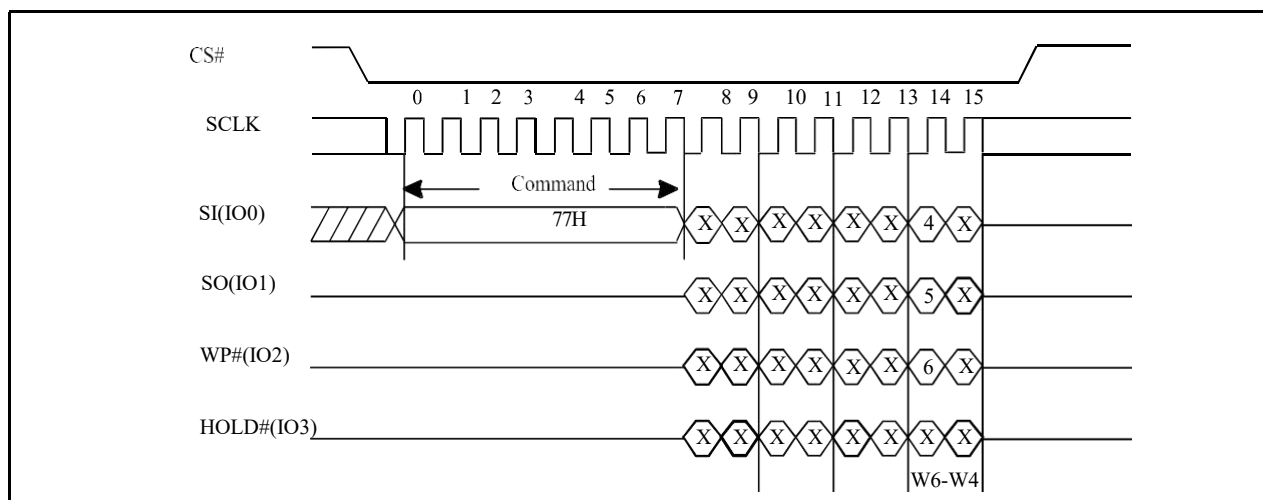 CS#
0 1 2 3 4 5 6 7 8 9 10 11 12 13 14 15
SCLK
Command
SI(IO0) 77H X X X X X X 4 X
SO(IO1) X X X X X X 5 X
WP#(IO2) X X X X X X 6 X
HOLD#(IO3) X X X X X X X X
W6-W4